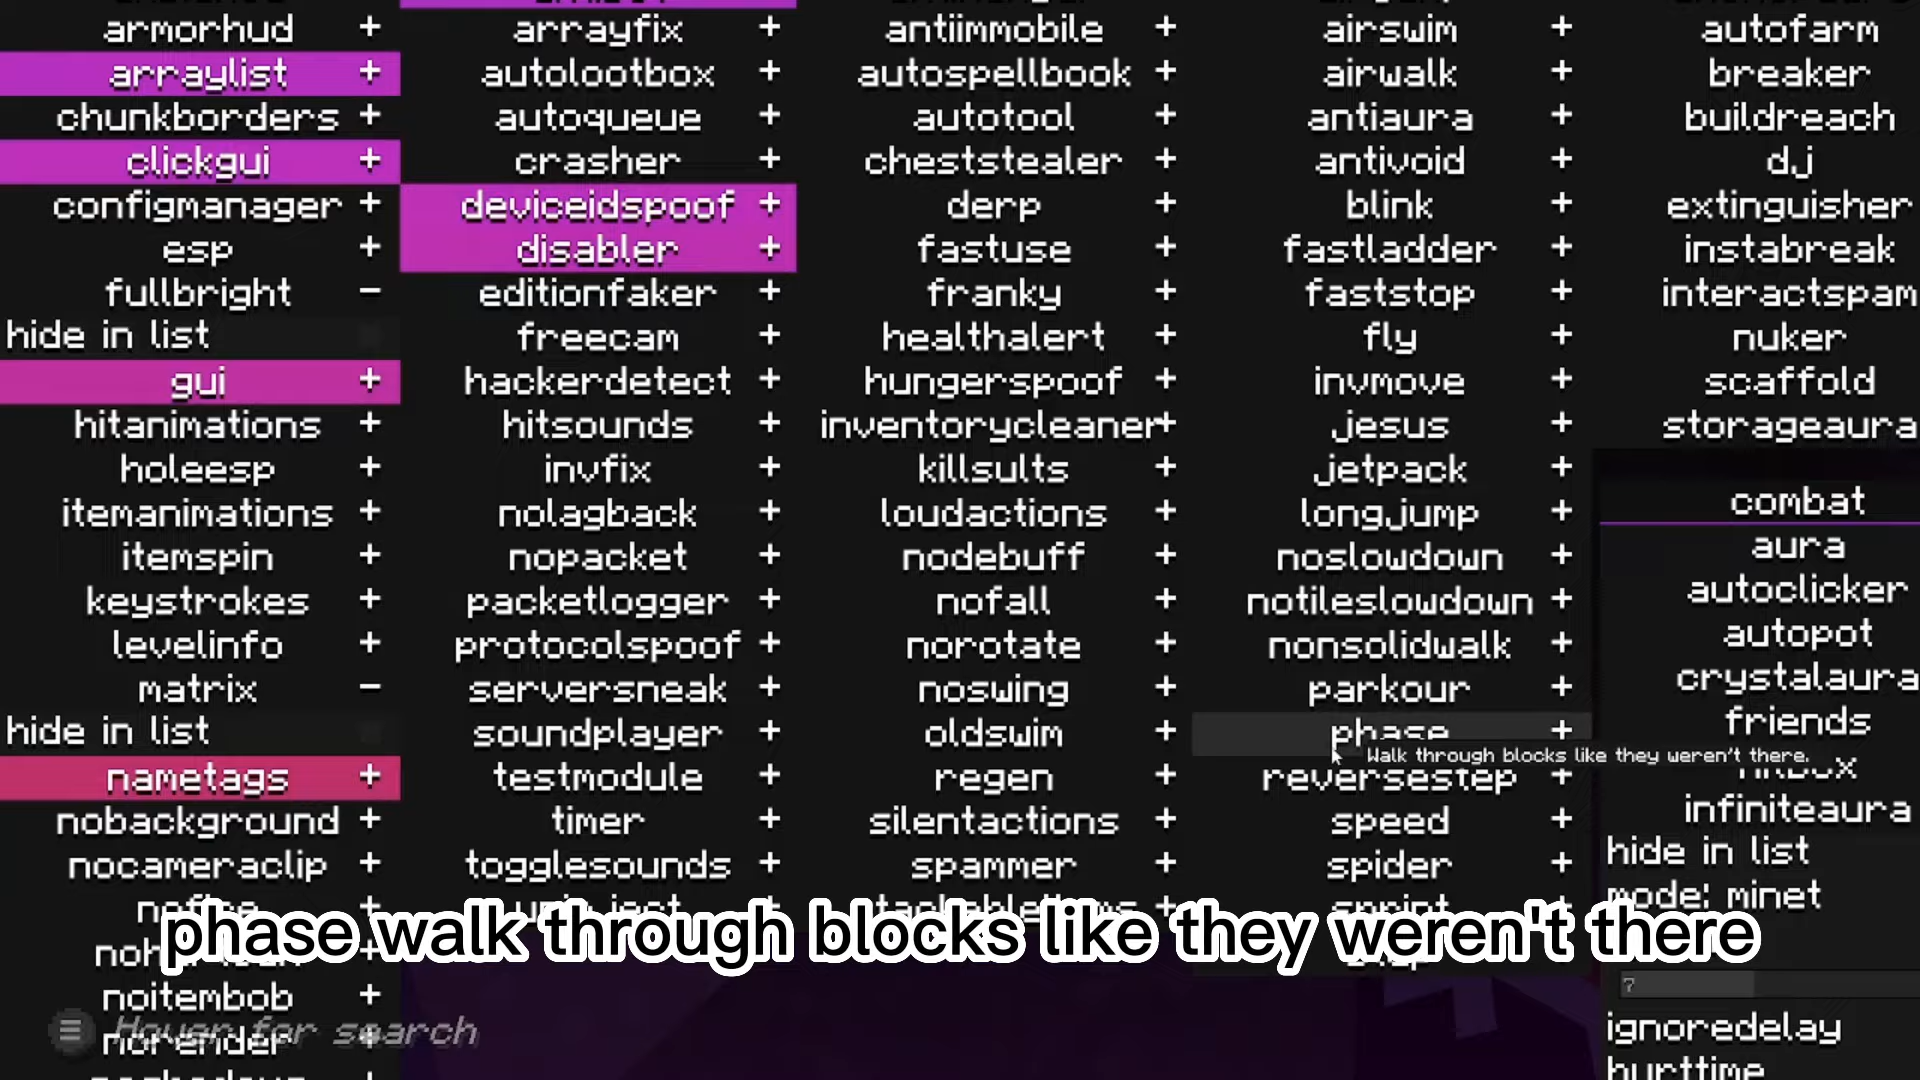 armorhud +
arraylist +
chunkborders +
clickgui +
configmanager +
esp +
fullbright -
hide in list
gui +
hitanimations +
holeesp +
itemanimations +
itemspin +
keystrokes +
levelinfo +
matrix -
hide in list
nametags +
nobackground +
nocameraclip +
noitembob +
norender +
Hover for search
arrayfix +
autolootbox +
autoqueue +
crasher +
deviceidspoof +
disabler +
editionfaker +
freecam +
hackerdetect +
hitsounds +
invfix +
nolagback +
nopacket +
packetlogger +
protocolspoof +
serversneak +
soundplayer +
testmodule +
timer +
togglesounds +
antiimmobile +
autospellbook +
autotool +
cheststealer +
derp +
fastuse +
franky +
healthalert +
hungerspoof +
inventorycleaner+
killsults +
loudactions +
nodebuff +
nofall +
norotate +
noswing +
oldswim +
regen +
silentactions +
spammer +
airswim +
airwalk +
antiaura +
antivoid +
blink +
fastladder +
faststop +
fly +
invmove +
jesus +
jetpack +
longjump +
noslowdown +
notileslowdown +
nonsolidwalk +
parkour +
phase +
Walk through blocks like they weren't there.
reversestep +
speed +
spider +
sprint +
autofarm
breaker
buildreach
dj
extinguisher
instabreak
interactspam
nuker
scaffold
storageaura
combat
aura
autoclicker
autopot
crystalaura
friends
infiniteaura
hide in list
mode: minet
7
ignoredelay
hurttime
phase walk through blocks like they weren't there